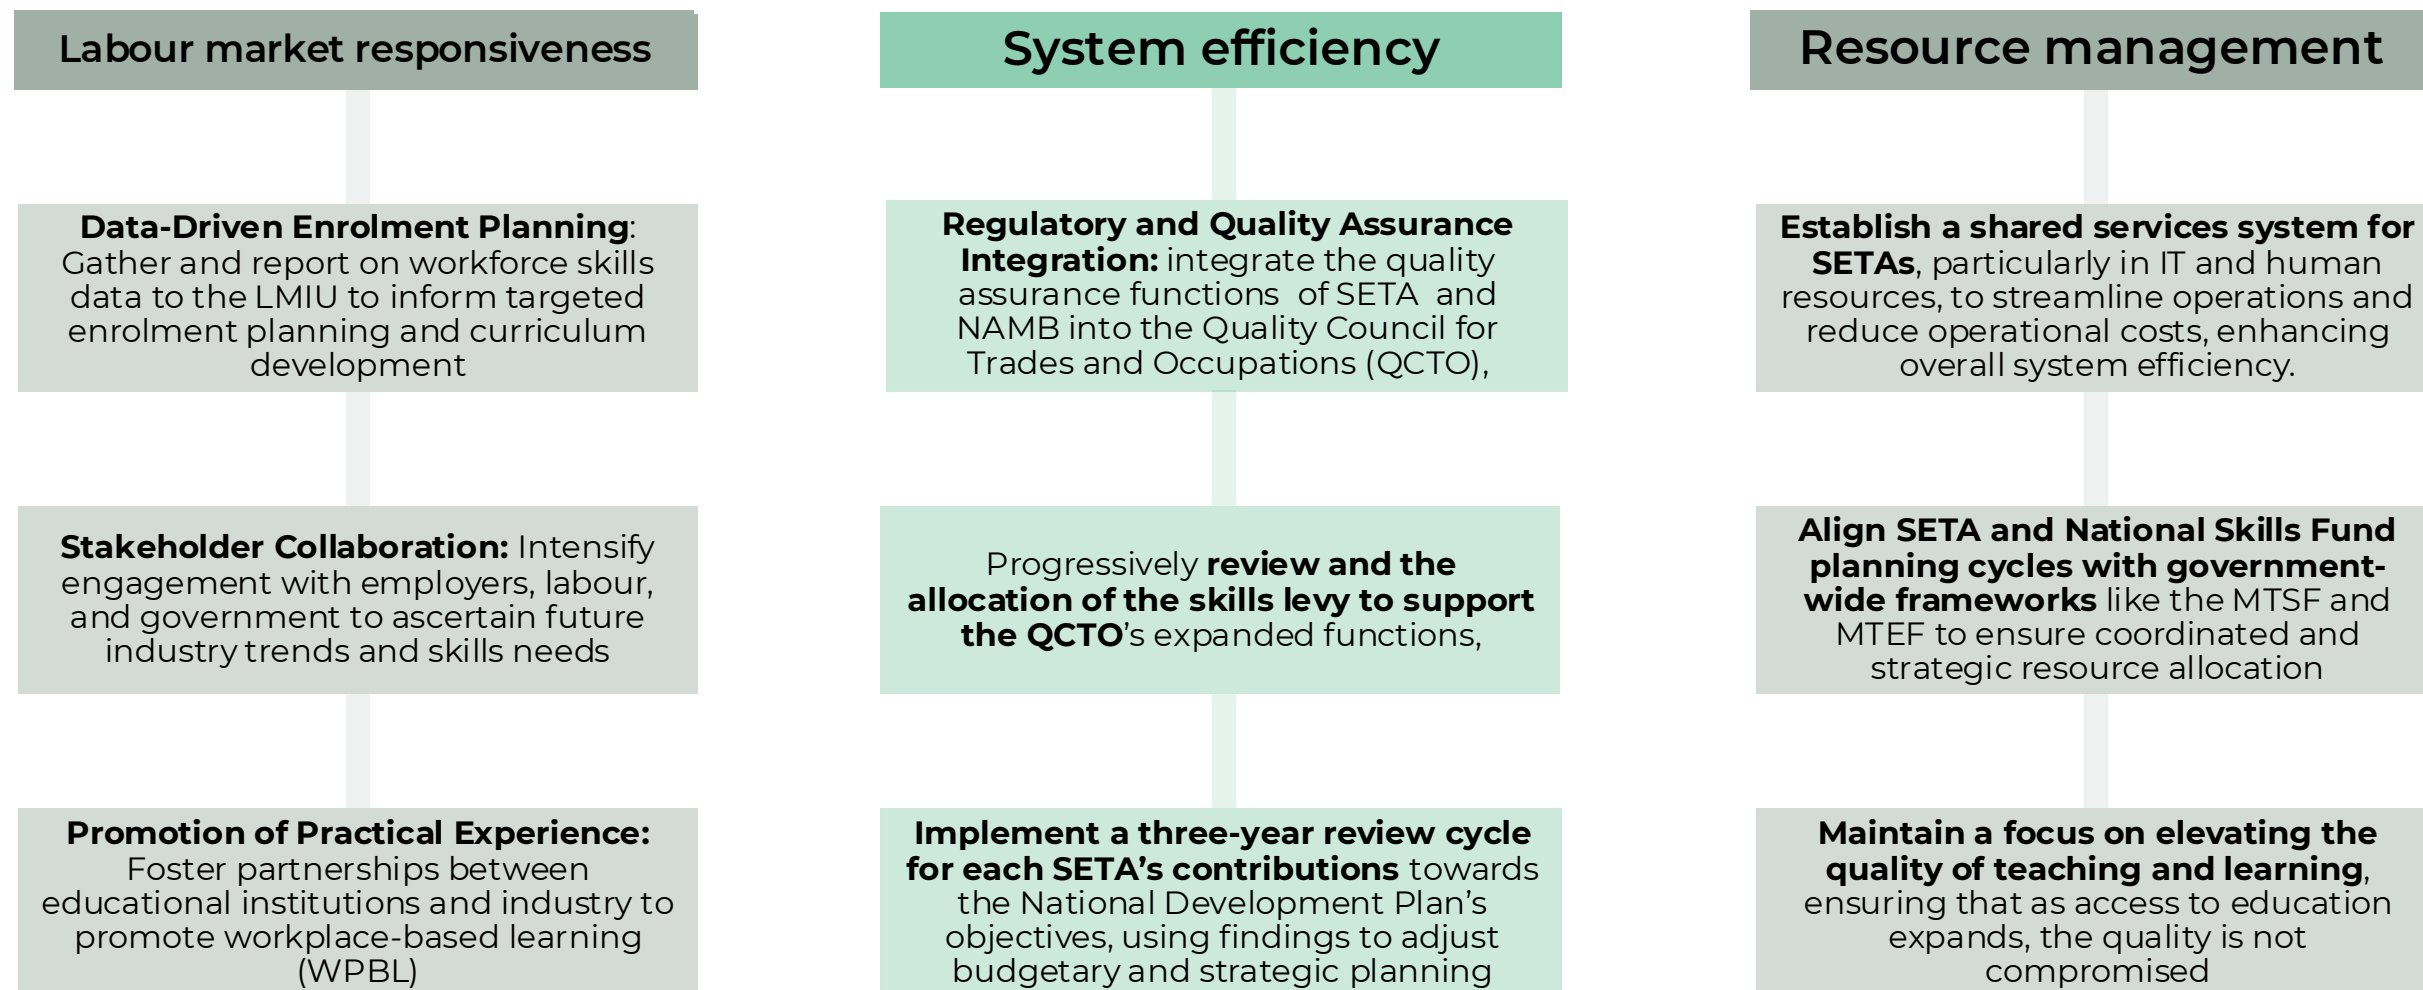 Labour market responsiveness
Data-Driven Enrolment Planning:
Gather and report on workforce skills
data to the LMIU to inform targeted
enrolment planning and curriculum
development
Stakeholder Collaboration: Intensify
engagement with employers, labour,
and government to ascertain future
industry trends and skills needs
Promotion of Practical Experience:
Foster partnerships between
educational institutions and industry to
promote workplace-based learning
(WPBL)
System efficiency
Regulatory and Quality Assurance
Integration: integrate the quality
assurance functions of SETA and
NAMB into the Quality Council for
Trades and Occupations (QCTO),
Progressively review and the
allocation of the skills levy to support
the QCTO’s expanded functions,
Implement a three-year review cycle
for each SETA’s contributions towards
the National Development Plan’s
objectives, using findings to adjust
budgetary and strategic planning
Resource management
Establish a shared services system for
SETAs, particularly in IT and human
resources, to streamline operations and
reduce operational costs, enhancing
overall system efficiency.
Align SETA and National Skills Fund
planning cycles with government-
wide frameworks like the MTSF and
MTEF to ensure coordinated and
strategic resource allocation
Maintain a focus on elevating the
quality of teaching and learning,
ensuring that as access to education
expands, the quality is not
compromised